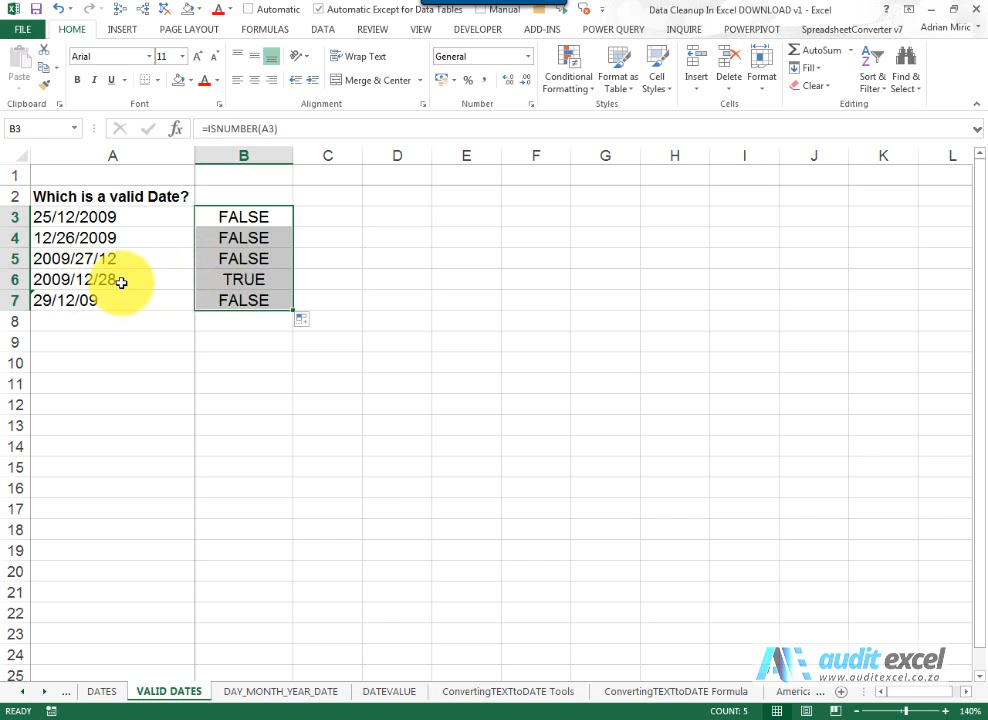 Automatic
Automatic Except for Data Tables
Manual
Data Cleanup In Excel DOWNLOAD v1 - Excel
?
FILE
HOME
INSERT
PAGE LAYOUT
FORMULAS
DATA
REVIEW
VIEW
DEVELOPER
ADD-INS
POWER QUERY
INQUIRE
POWERPIVOT
SpreadsheetConverter v7
Adrian Miric
Paste
Arial
11
Wrap Text
General
Conditional
Formatting
Format as
Table
Cell
Styles
Insert
Delete
Format
AutoSum
Fill
Clear
Sort &
Filter
Find &
Select
B I U
Merge & Center
Clipboard
Font
Alignment
Number
Styles
Cells
Editing
B3
fx
=ISNUMBER(A3)
A B C D E F G H I J K L
1
2 Which is a valid Date?
3 25/12/2009 FALSE
4 12/26/2009 FALSE
5 2009/27/12 FALSE
6 2009/12/28 TRUE
7 29/12/09 FALSE
8
9
10
11
12
13
14
15
16
17
18
19
20
21
22
23
24
25
audit excel
www.auditexcel.co.za
...
DATES
VALID DATES
DAY_MONTH_YEAR_DATE
DATEVALUE
ConvertingTEXTtoDATE Tools
ConvertingTEXTtoDATE Formula
America ...
READY
COUNT: 5
140%